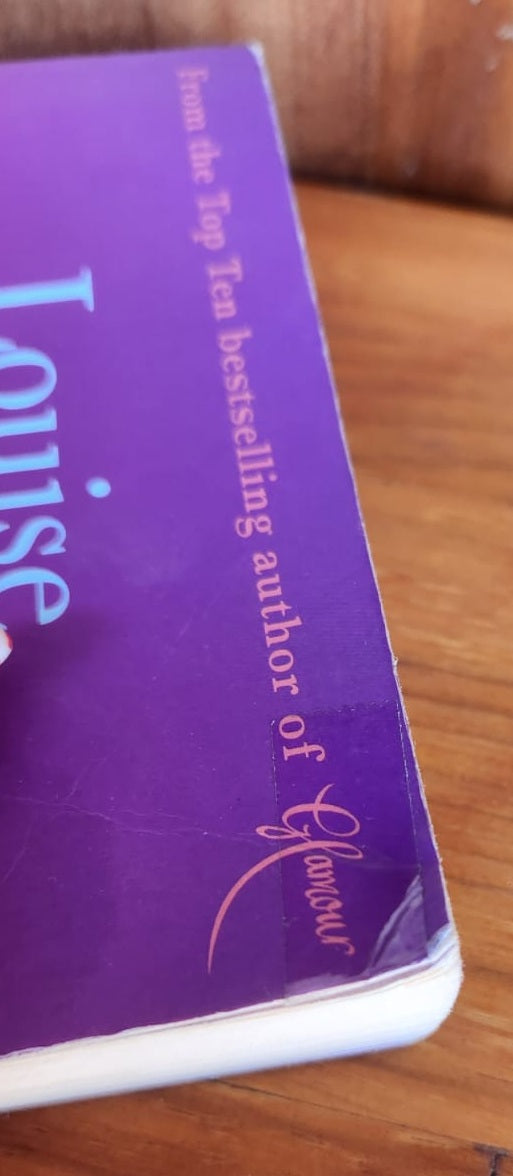 From the Top Ten bestselling author of Glamour
Louise